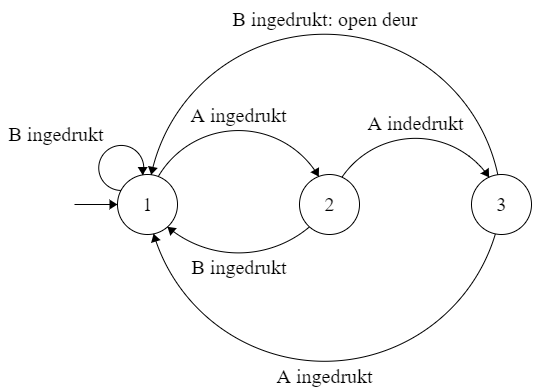 B ingedrukt: open deur
A ingedrukt
A indedrukt
B ingedrukt
1
2
3
B ingedrukt
A ingedrukt